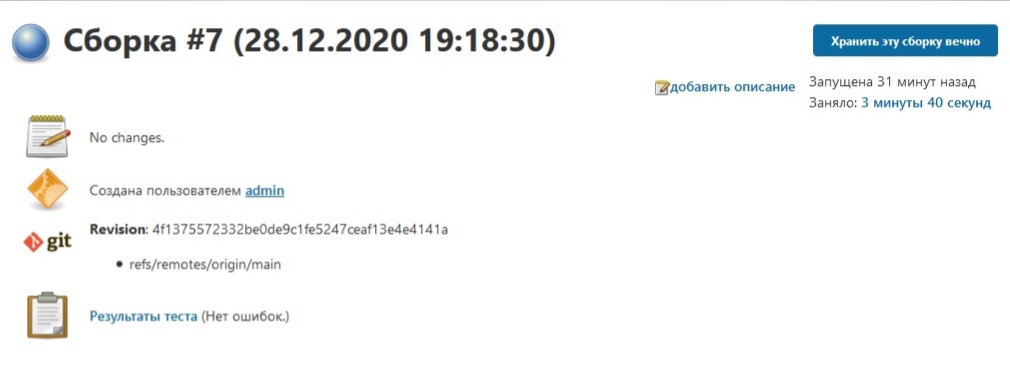 Сборка #7 (28.12.2020 19:18:30)
Хранить эту сборку вечно
добавить описание
Запущена 31 минут назад
Заняло: 3 минуты 40 секунд
No changes.
Создана пользователем admin
git
Revision: 4f1375572332be0de9c1fe5247ceaf13e4e4141a
refs/remotes/origin/main
Результаты теста (Нет ошибок.)